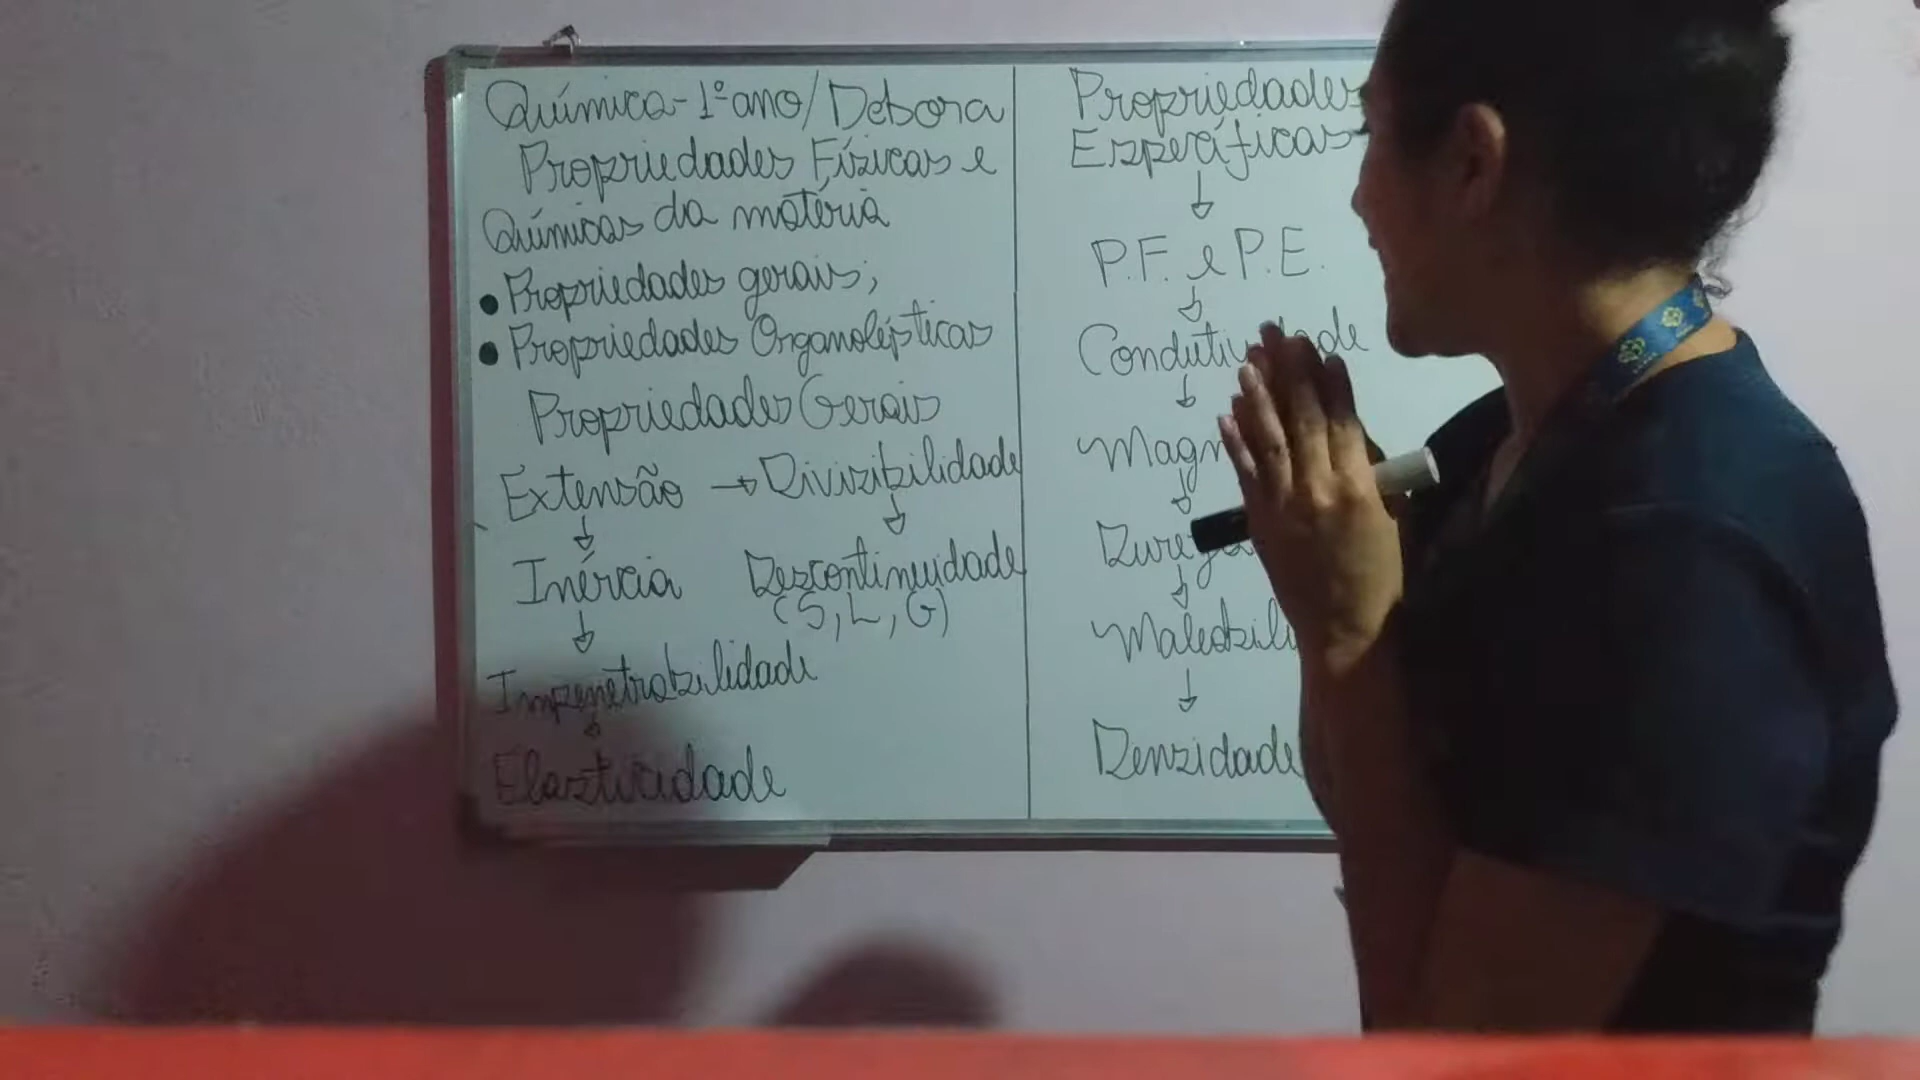 Química - 1º ano / Debora
Propriedades Físicas e
Químicas da matéria
• Propriedades gerais;
• Propriedades Organolépticas
Propriedades Gerais
Extensão → Divisibilidade
↓ ↓
Inércia Descontinuidade
(S, L, G)
↓
Impenetrabilidade
↓
Elasticidade
Propriedades
Específicas
↓
P.F. e P.E.
↓
↓
↓
↓
↓
Densidade